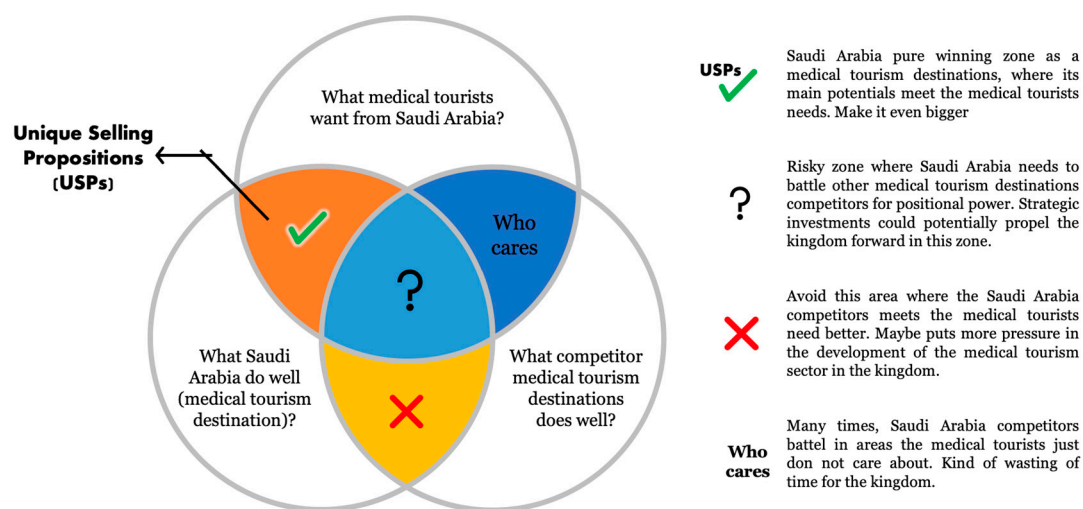 What medical tourists
want from Saudi Arabia?
Unique Selling
Propositions
(USPs)
Who
cares
?
What Saudi
Arabia do well
(medical tourism
destination)?
What competitor
medical tourism
destinations
does well?
USPs
Saudi Arabia pure winning zone as a
medical tourism destinations, where its
main potentials meet the medical tourists
needs. Make it even bigger
?
Risky zone where Saudi Arabia needs to
battle other medical tourism destinations
competitors for positional power. Strategic
investments could potentially propel the
kingdom forward in this zone.
Avoid this area where the Saudi Arabia
competitors meets the medical tourists
need better. Maybe puts more pressure in
the development of the medical tourism
sector in the kingdom.
Who
cares
Many times, Saudi Arabia competitors
battel in areas the medical tourists just
don not care about. Kind of wasting of
time for the kingdom.